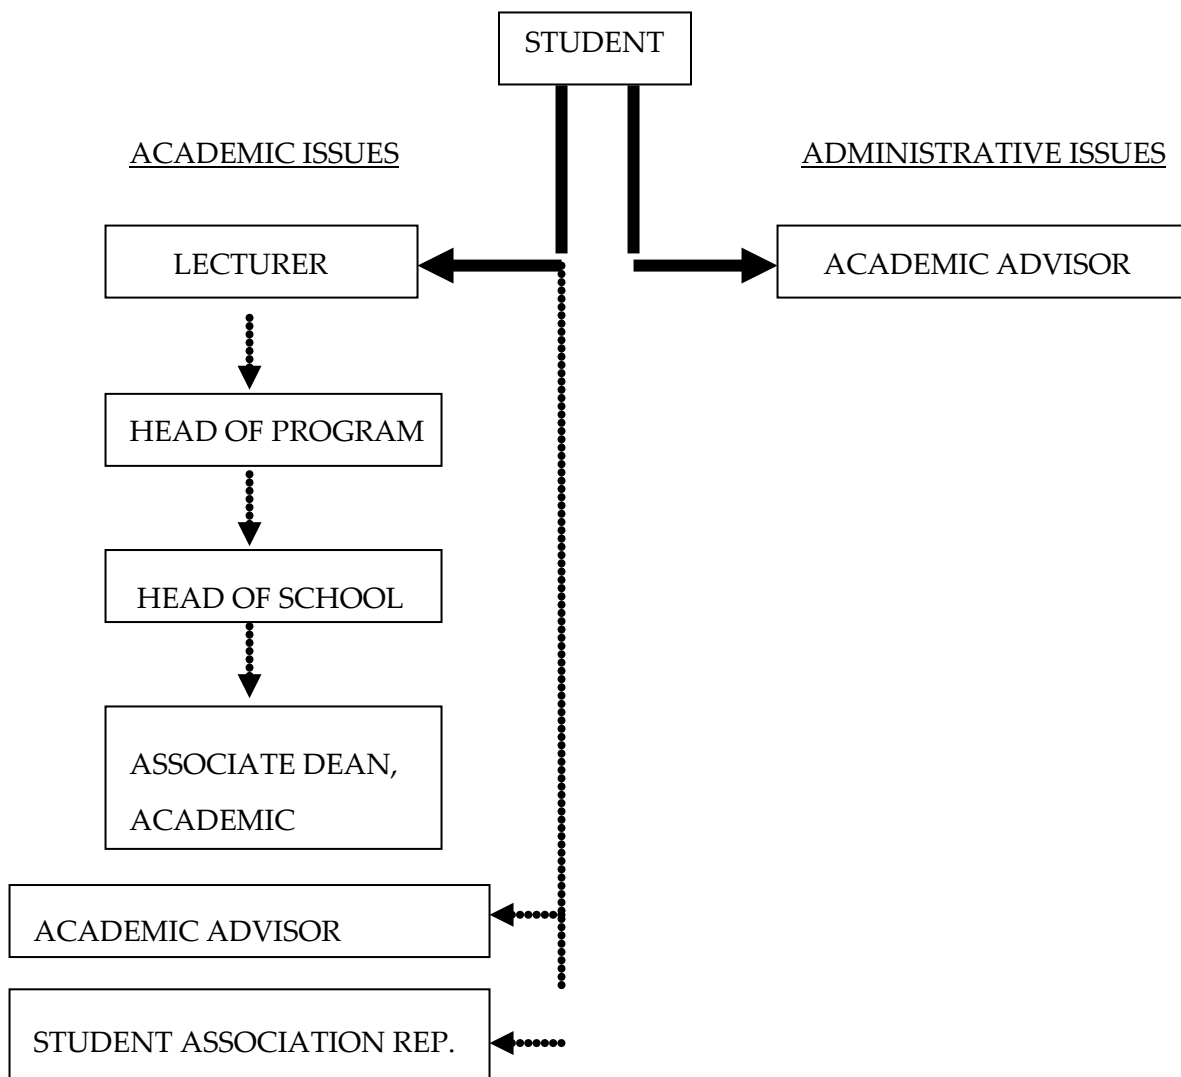 STUDENT
ACADEMIC ISSUES
ADMINISTRATIVE ISSUES
LECTURER
ACADEMIC ADVISOR
HEAD OF PROGRAM
HEAD OF SCHOOL
ASSOCIATE DEAN,
ACADEMIC
ACADEMIC ADVISOR
STUDENT ASSOCIATION REP.